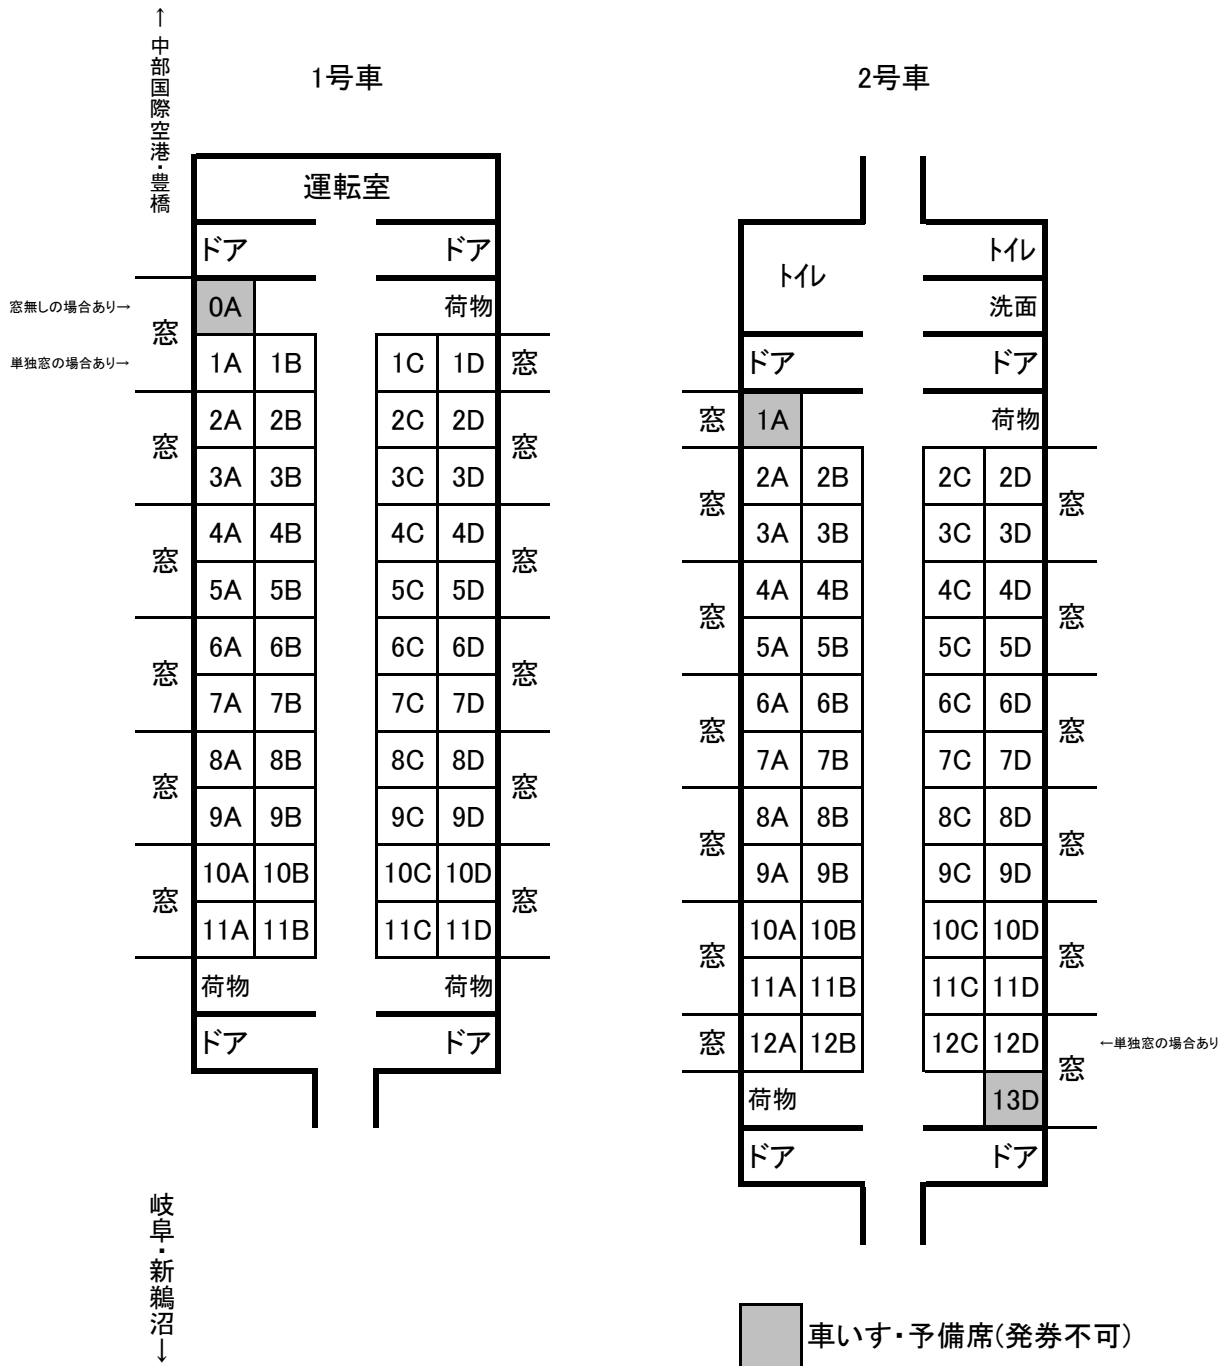 ↑中部国際空港・豊橋
1号車
運転室
ドア ドア
窓無しの場合あり→ 窓 0A 荷物
単独窓の場合あり→ 1A 1B 1C 1D 窓
窓 2A 2B 2C 2D 窓
3A 3B 3C 3D
窓 4A 4B 4C 4D 窓
5A 5B 5C 5D
窓 6A 6B 6C 6D 窓
7A 7B 7C 7D
窓 8A 8B 8C 8D 窓
9A 9B 9C 9D
窓 10A 10B 10C 10D 窓
11A 11B 11C 11D
荷物 荷物
ドア ドア
岐阜・新鵜沼↓
2号車
トイレ トイレ
洗面
ドア ドア
窓 1A 荷物
窓 2A 2B 2C 2D 窓
3A 3B 3C 3D
窓 4A 4B 4C 4D 窓
5A 5B 5C 5D
窓 6A 6B 6C 6D 窓
7A 7B 7C 7D
窓 8A 8B 8C 8D 窓
9A 9B 9C 9D
窓 10A 10B 10C 10D 窓
11A 11B 11C 11D
窓 12A 12B 12C 12D 窓 ←単独窓の場合あり
荷物 13D
ドア ドア
車いす・予備席(発券不可)